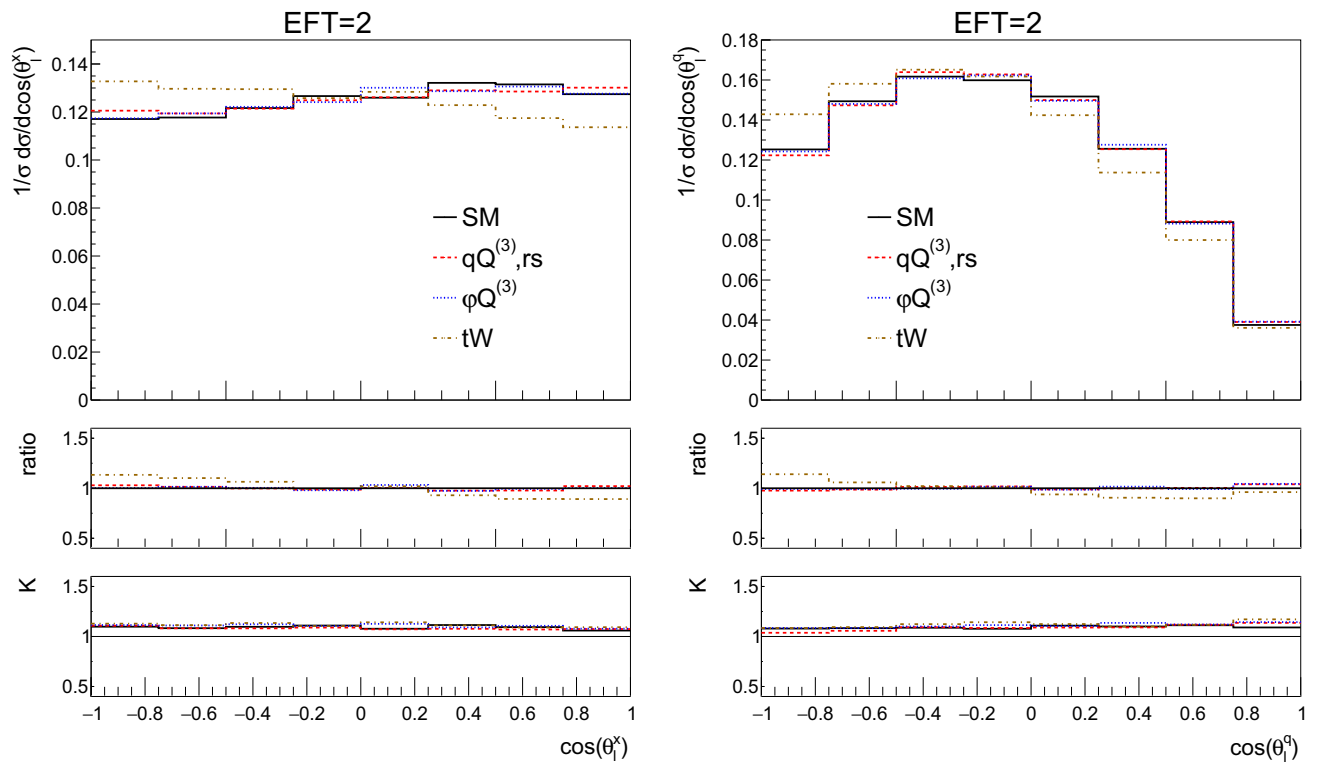 EFT=2
1/σ dσ/dcos(θ_l^x)
0.14
0.12
0.1
0.08
0.06
0.04
0.02
0
SM
qQ^(3),rs
φQ^(3)
tW
ratio
1.5
1
0.5
K
1.5
1
0.5
−1 −0.8 −0.6 −0.4 −0.2 0 0.2 0.4 0.6 0.8 1
cos(θ_l^x)
EFT=2
1/σ dσ/dcos(θ_l^q)
0.18
0.16
0.14
0.12
0.1
0.08
0.06
0.04
0.02
0
SM
qQ^(3),rs
φQ^(3)
tW
ratio
1.5
1
0.5
K
1.5
1
0.5
−1 −0.8 −0.6 −0.4 −0.2 0 0.2 0.4 0.6 0.8 1
cos(θ_l^q)